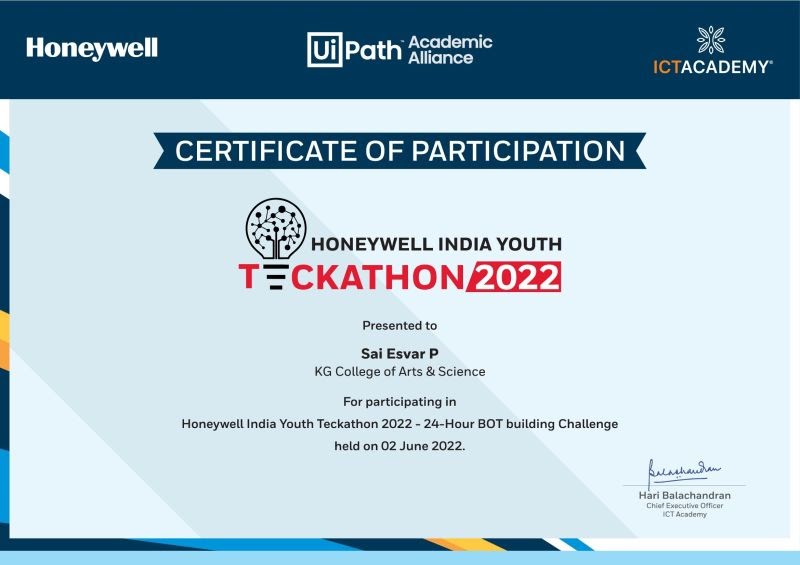 Honeywell
UiPath™ Academic Alliance
ICTACADEMY®
CERTIFICATE OF PARTICIPATION
HONEYWELL INDIA YOUTH
TECKATHON 2022
Presented to
Sai Esvar P
KG College of Arts & Science
For participating in
Honeywell India Youth Teckathon 2022 - 24-Hour BOT building Challenge
held on 02 June 2022.
Balachandran
Hari Balachandran
Chief Executive Officer
ICT Academy